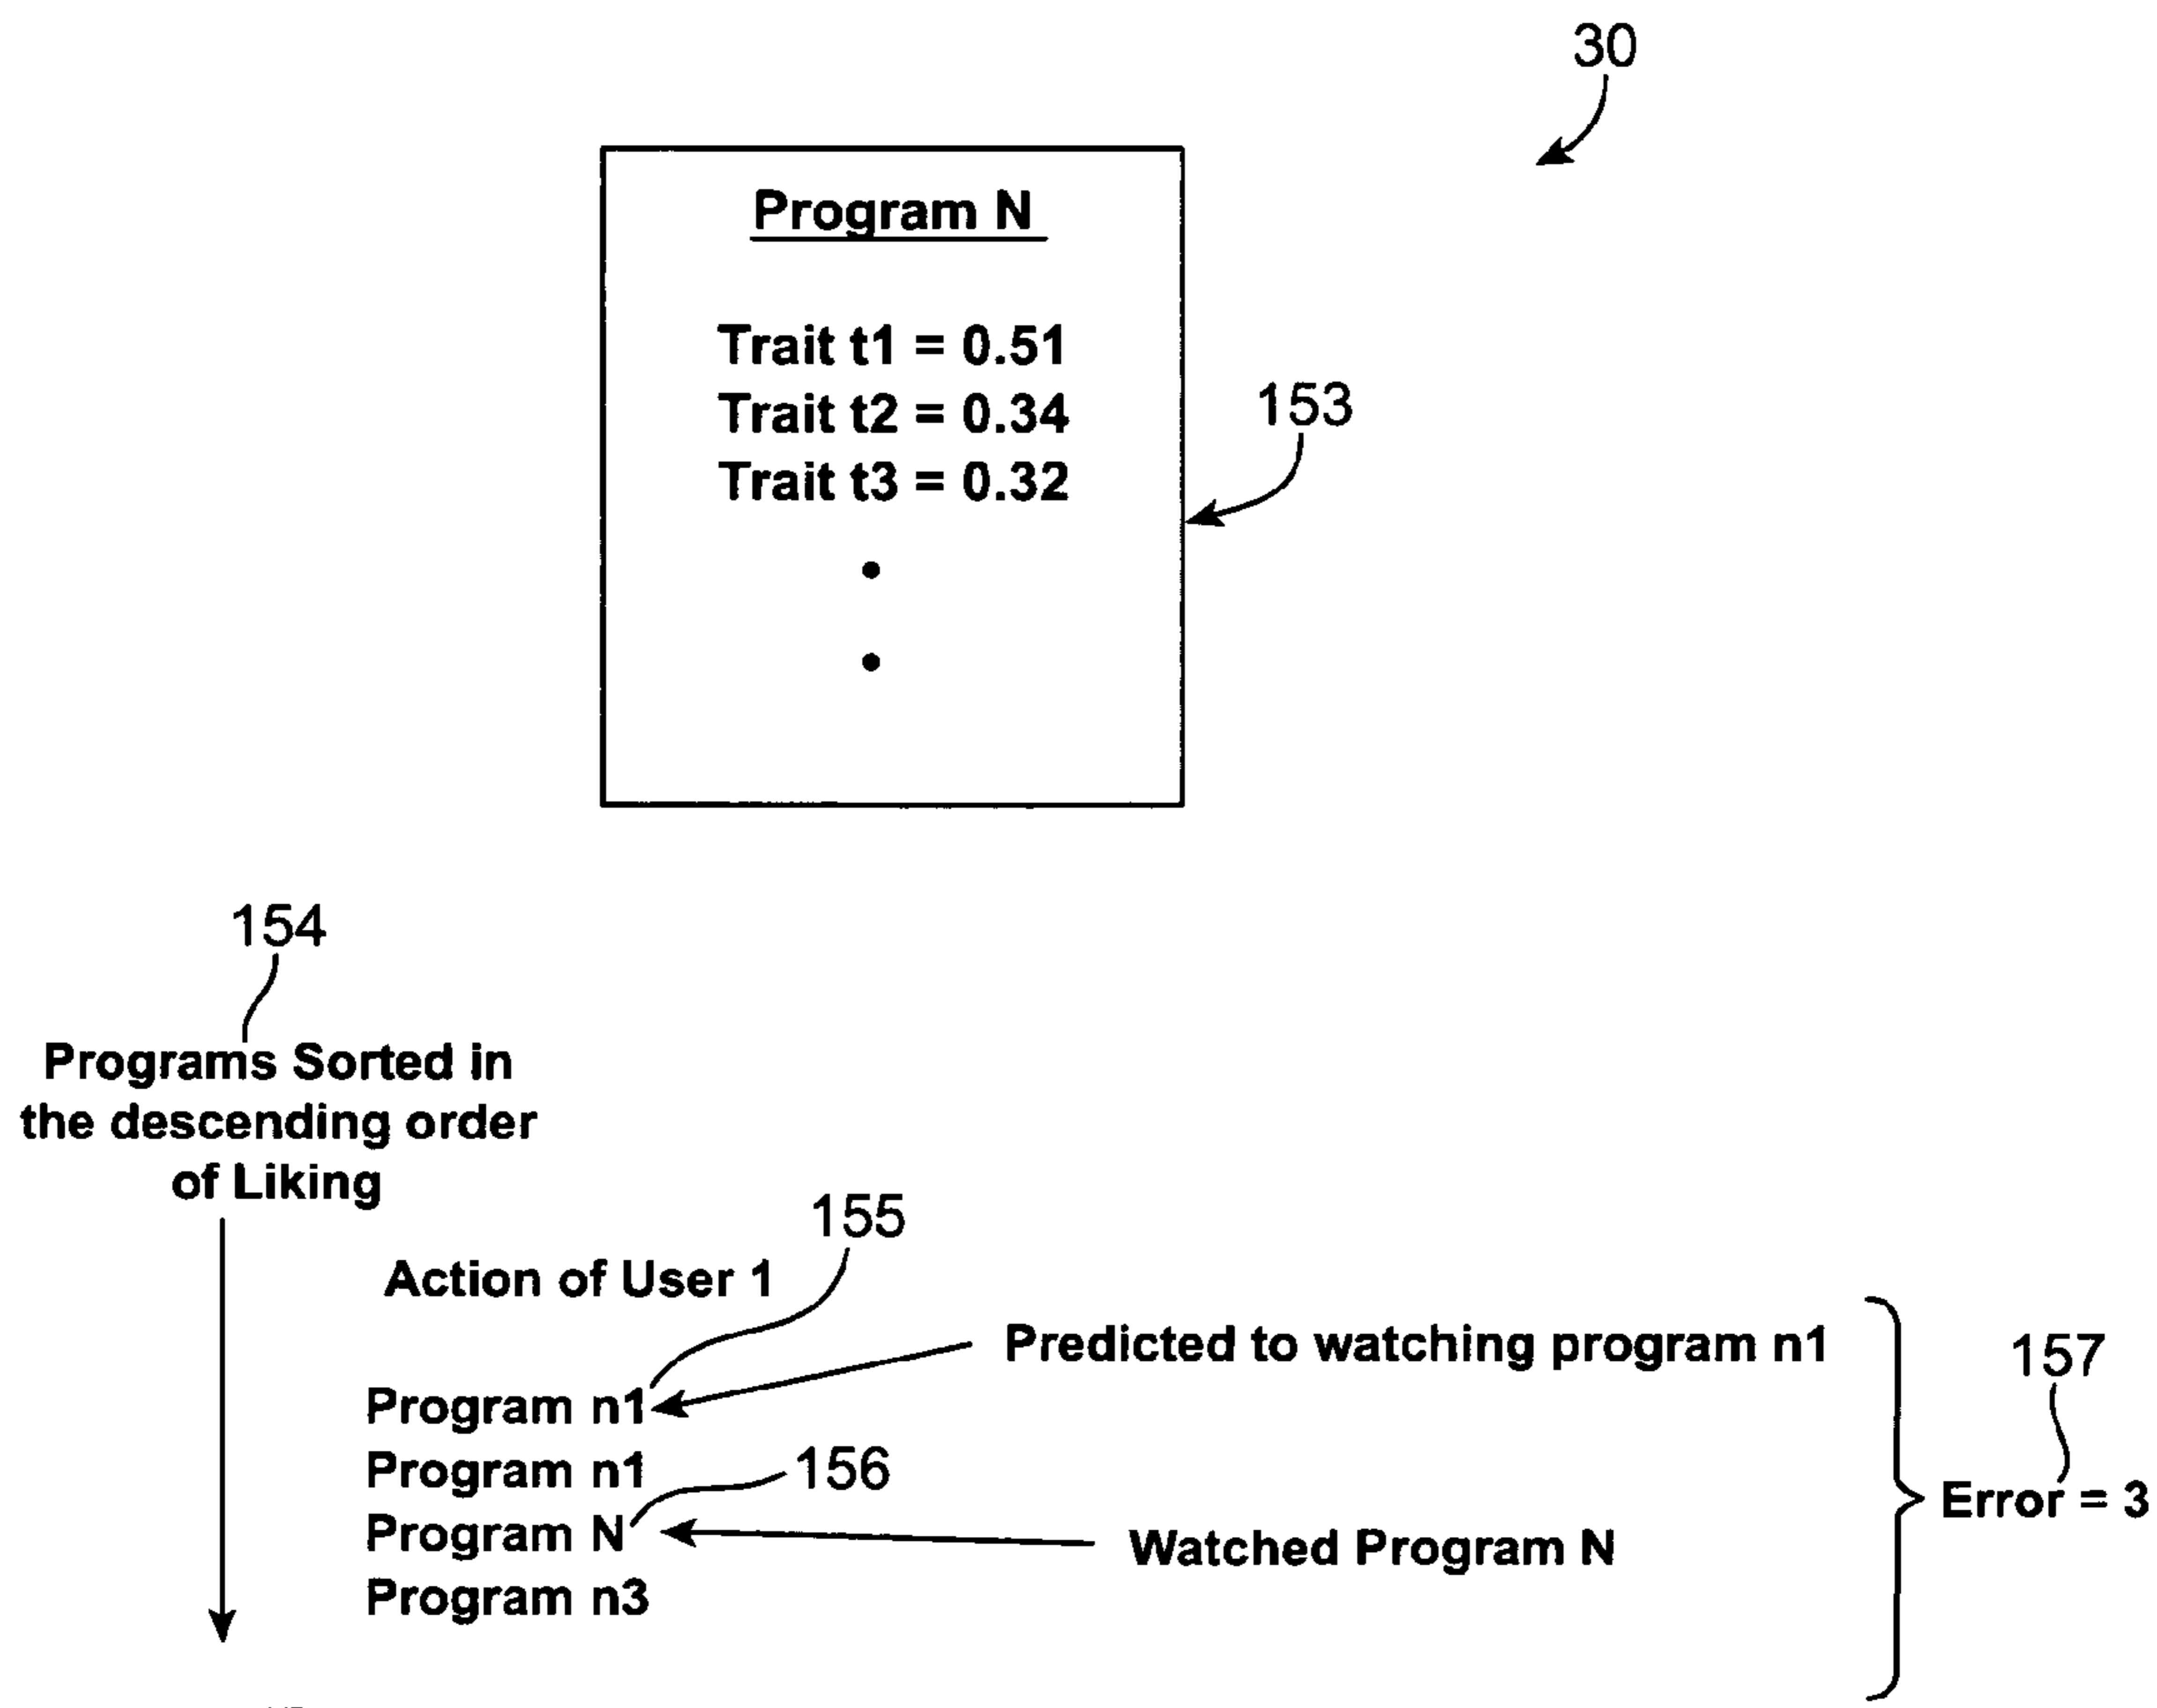 30
Program N
Trait t1 = 0.51
Trait t2 = 0.34
Trait t3 = 0.32
153
154
Programs Sorted in
the descending order
of Liking
155
Action of User 1
Predicted to watching program n1
157
Program n1
Program n1
156
Error = 3
Program N
Watched Program N
Program n3